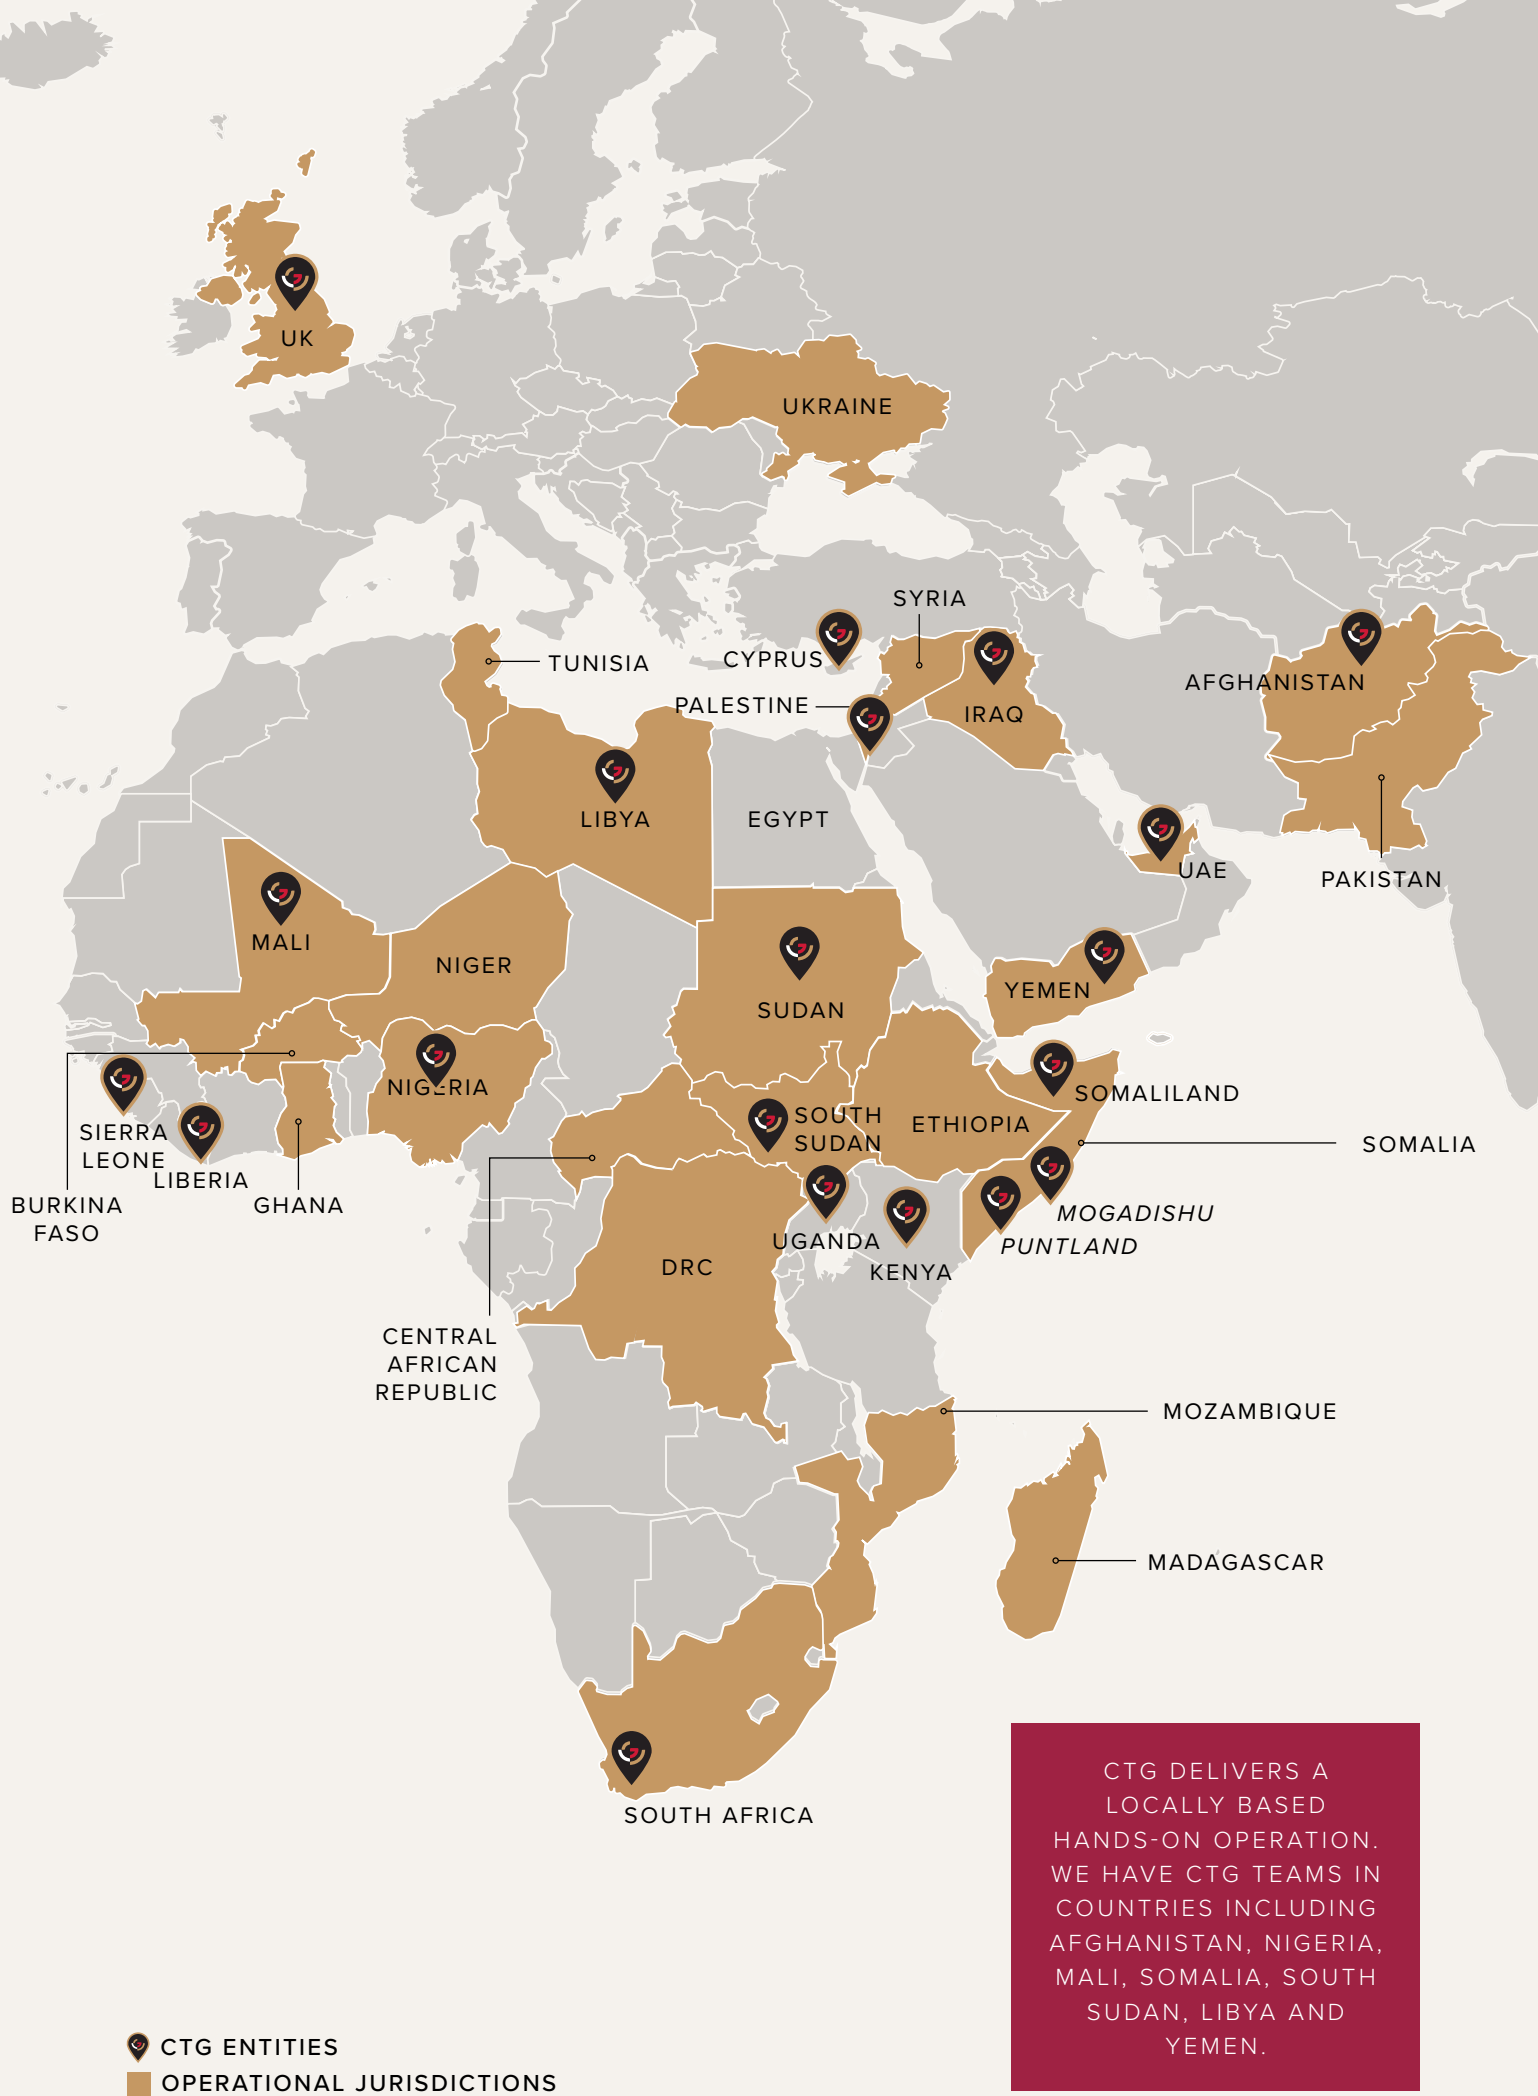 UK
UKRAINE
SYRIA
TUNISIA
CYPRUS
AFGHANISTAN
PALESTINE
IRAQ
LIBYA
EGYPT
UAE
PAKISTAN
MALI
NIGER
YEMEN
SUDAN
NIGERIA
SOMALILAND
SOUTH
SUDAN
ETHIOPIA
SIERRA
LEONE
SOMALIA
LIBERIA
BURKINA
FASO
GHANA
MOGADISHU
UGANDA
PUNTLAND
DRC
KENYA
CENTRAL
AFRICAN
REPUBLIC
MOZAMBIQUE
MADAGASCAR
SOUTH AFRICA
CTG DELIVERS A
LOCALLY BASED
HANDS-ON OPERATION.
WE HAVE CTG TEAMS IN
COUNTRIES INCLUDING
AFGHANISTAN, NIGERIA,
MALI, SOMALIA, SOUTH
SUDAN, LIBYA AND
YEMEN.
CTG ENTITIES
OPERATIONAL JURISDICTIONS